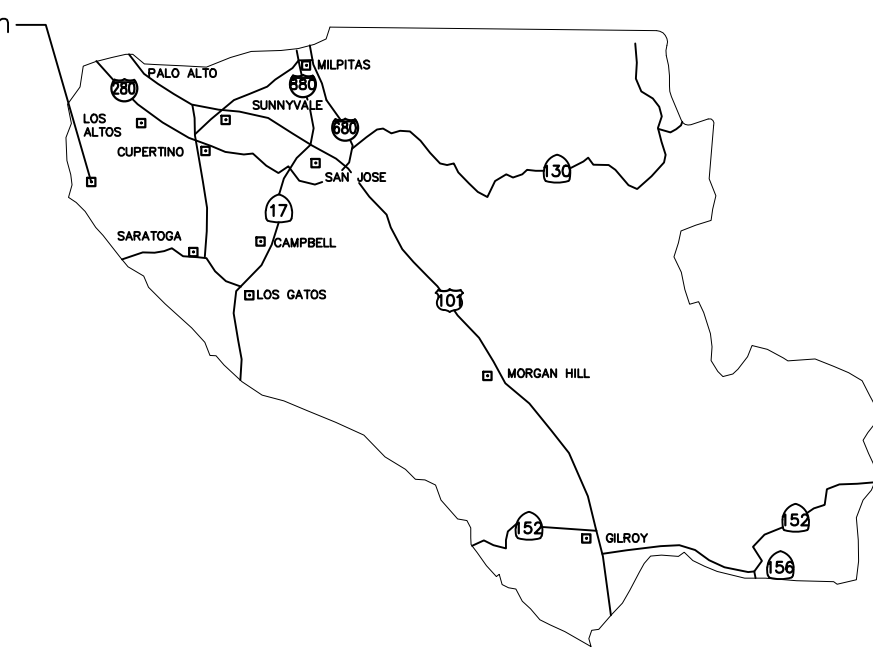 n
PALO ALTO
MILPITAS
280
880
SUNNYVALE
LOS
ALTOS
680
CUPERTINO
130
SAN JOSE
17
SARATOGA
CAMPBELL
LOS GATOS
101
MORGAN HILL
152
152
GILROY
156